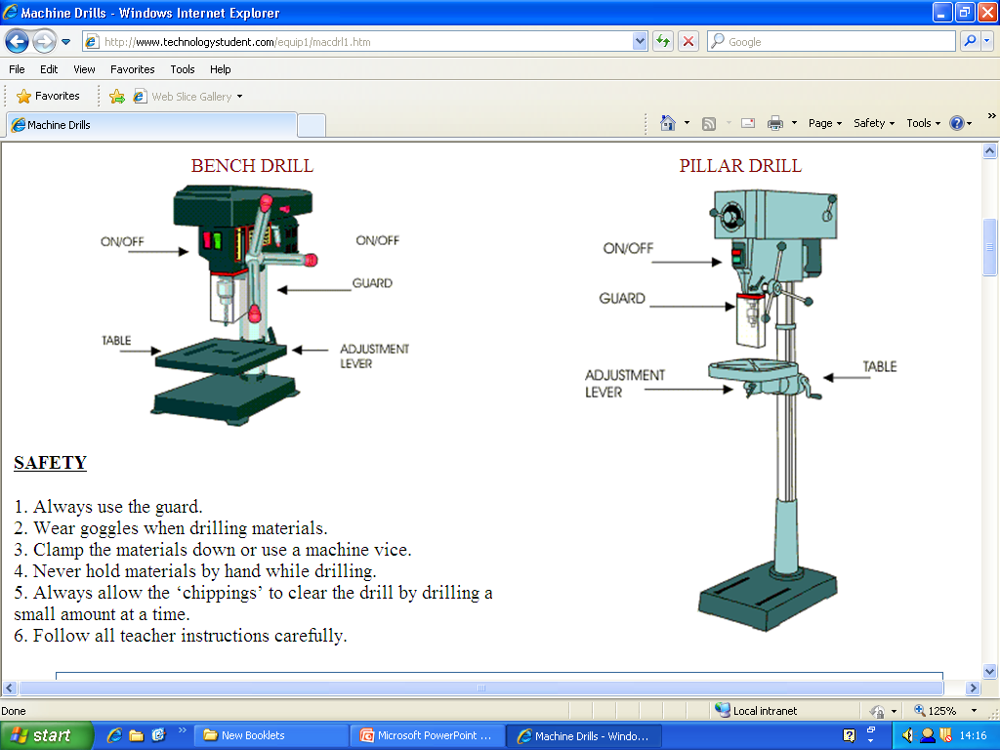 Machine Drills - Windows Internet Explorer
http://www.technologystudent.com/equip1/macdrl1.htm
Google
File Edit View Favorites Tools Help
Favorites Web Slice Gallery
Machine Drills
Page Safety Tools »
BENCH DRILL
PILLAR DRILL
ON/OFF
ON/OFF
GUARD
TABLE
ADJUSTMENT
LEVER
ON/OFF
GUARD
ADJUSTMENT
LEVER
TABLE
SAFETY
1. Always use the guard.
2. Wear goggles when drilling materials.
3. Clamp the materials down or use a machine vice.
4. Never hold materials by hand while drilling.
5. Always allow the ‘chippings’ to clear the drill by drilling a
small amount at a time.
6. Follow all teacher instructions carefully.
Done
Local intranet
125%
start
»
New Booklets
Microsoft PowerPoint ...
Machine Drills - Windo...
14:16